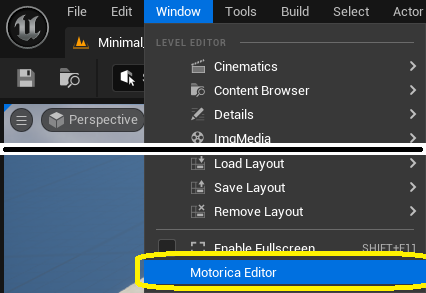 File Edit Window Tools Build Select Actor
Minimal_
LEVEL EDITOR
Cinematics
Content Browser
Perspective
Details
ImgMedia
Load Layout
Save Layout
Remove Layout
Enable Fullscreen SHIFT+F11
Motorica Editor